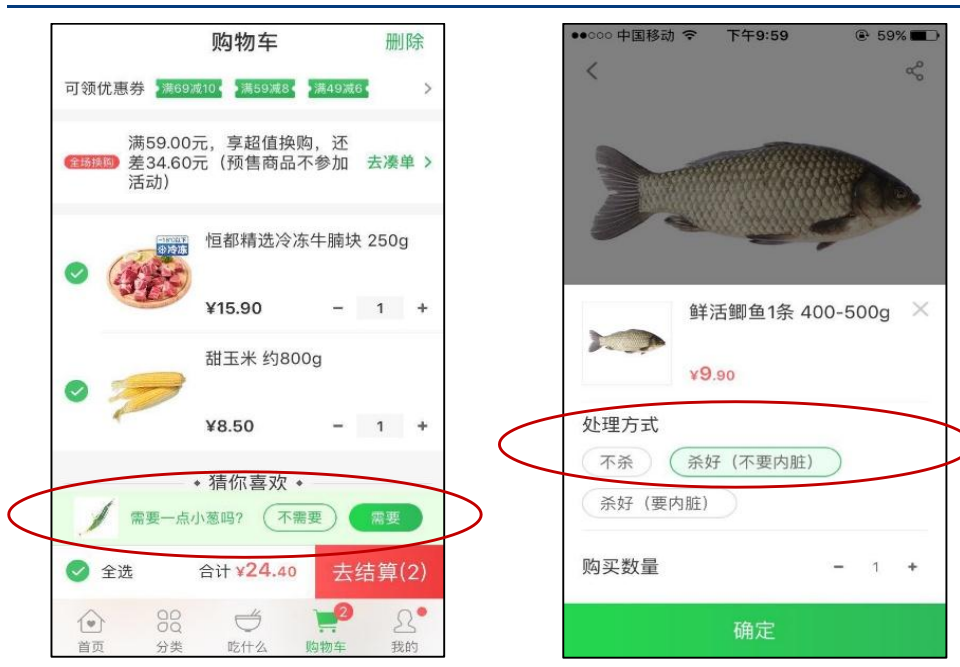 购物车
删除
可领优惠券 满69减10 满59减8 满49减6
全场换购
满59.00元，享超值换购，还
差34.60元（预售商品不参加
活动）
去凑单
-18℃以下
冷冻
恒都精选冷冻牛腩块 250g
¥15.90 − 1 +
甜玉米 约800g
¥8.50 − 1 +
猜你喜欢
需要一点小葱吗？ 不需要 需要
全选 合计 ¥24.40 去结算(2)
2
首页 分类 吃什么 购物车 我的
中国移动 下午9:59 59%
鲜活鲫鱼1条 400-500g
¥9.90
处理方式
不杀 杀好（不要内脏）
杀好（要内脏）
购买数量 − 1 +
确定